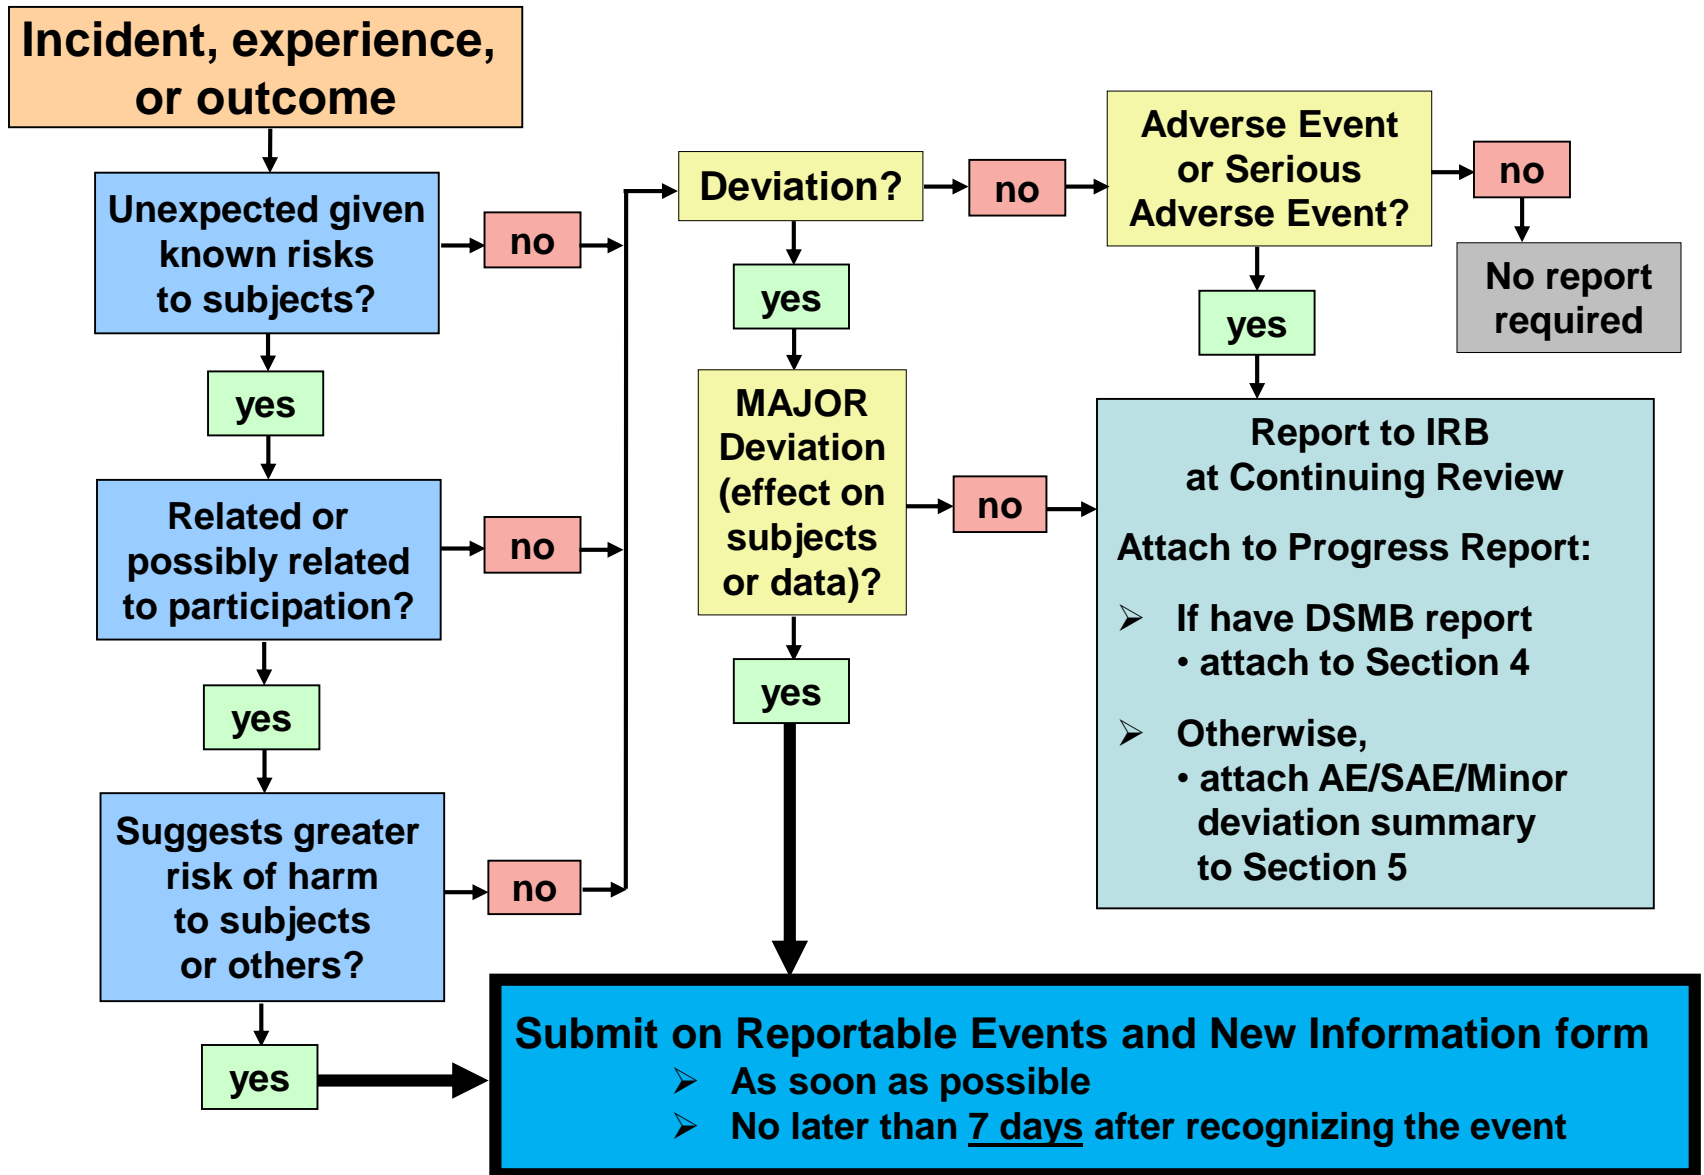 Incident, experience,
or outcome
Unexpected given
known risks
to subjects?
no
yes
Related or
possibly related
to participation?
no
yes
Suggests greater
risk of harm
to subjects
or others?
no
yes
Deviation?
no
yes
MAJOR
Deviation
(effect on
subjects
or data)?
no
yes
Adverse Event
or Serious
Adverse Event?
no
No report
required
yes
Report to IRB
at Continuing Review
Attach to Progress Report:
➢ If have DSMB report
• attach to Section 4
➢ Otherwise,
• attach AE/SAE/Minor
deviation summary
to Section 5
Submit on Reportable Events and New Information form
➢ As soon as possible
➢ No later than 7 days after recognizing the event